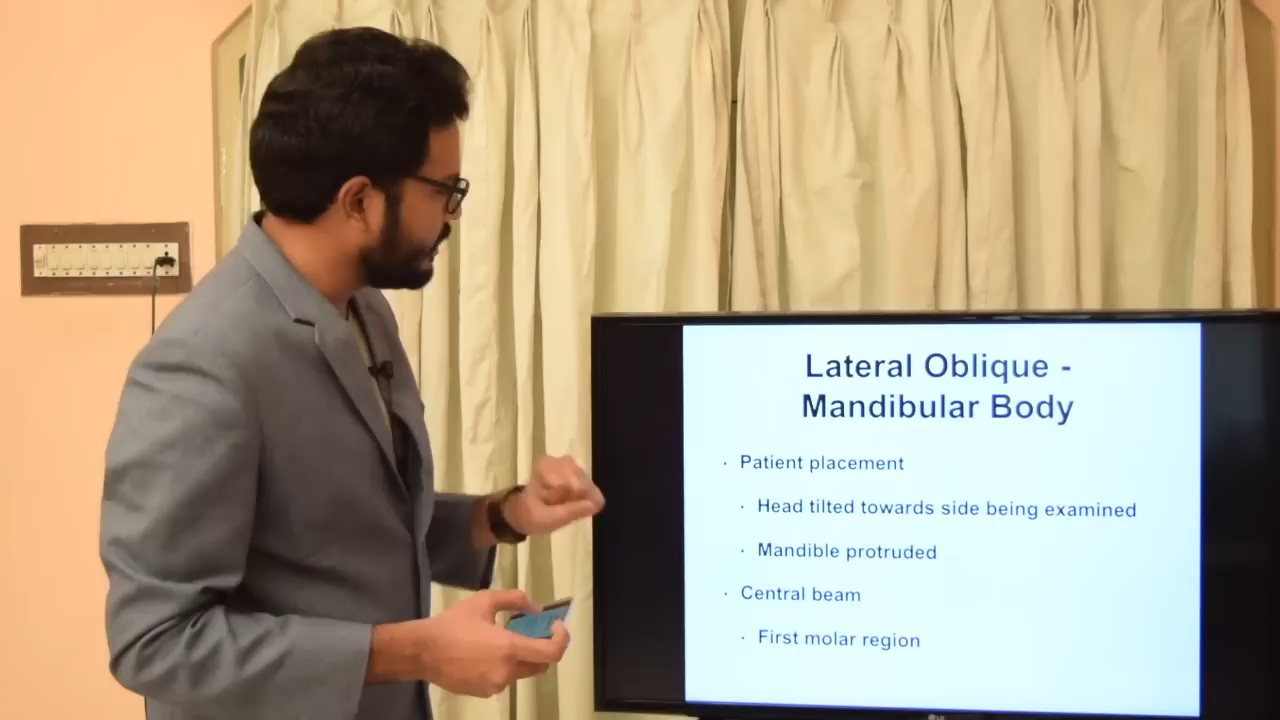 Lateral Oblique -
Mandibular Body
· Patient placement
· Head tilted towards side being examined
· Mandible protruded
· Central beam
· First molar region
LG